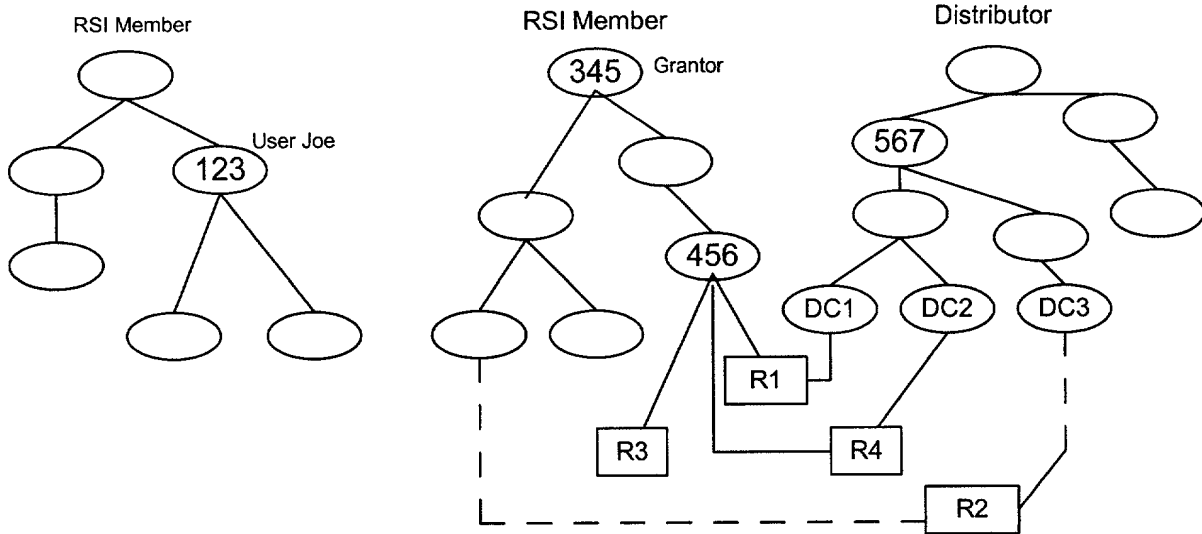 RSI Member
123
User Joe
RSI Member
345
Grantor
456
R3
R1
R4
R2
Distributor
567
DC1
DC2
DC3